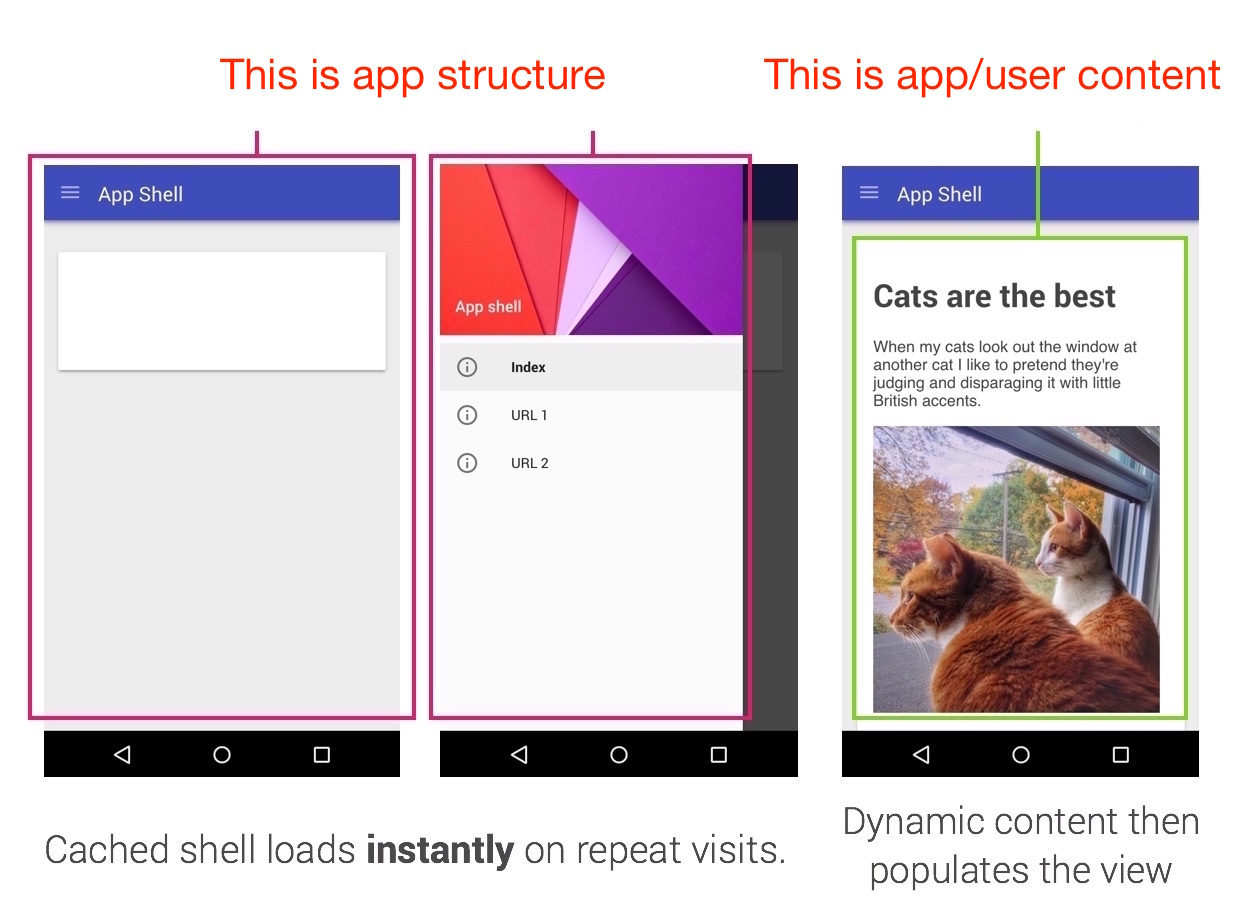 This is app structure
This is app/user content
App Shell
App shell
Index
URL 1
URL 2
App Shell
Cats are the best
When my cats look out the window at
another cat I like to pretend they're
judging and disparaging it with little
British accents.
Cached shell loads instantly on repeat visits.
Dynamic content then
populates the view